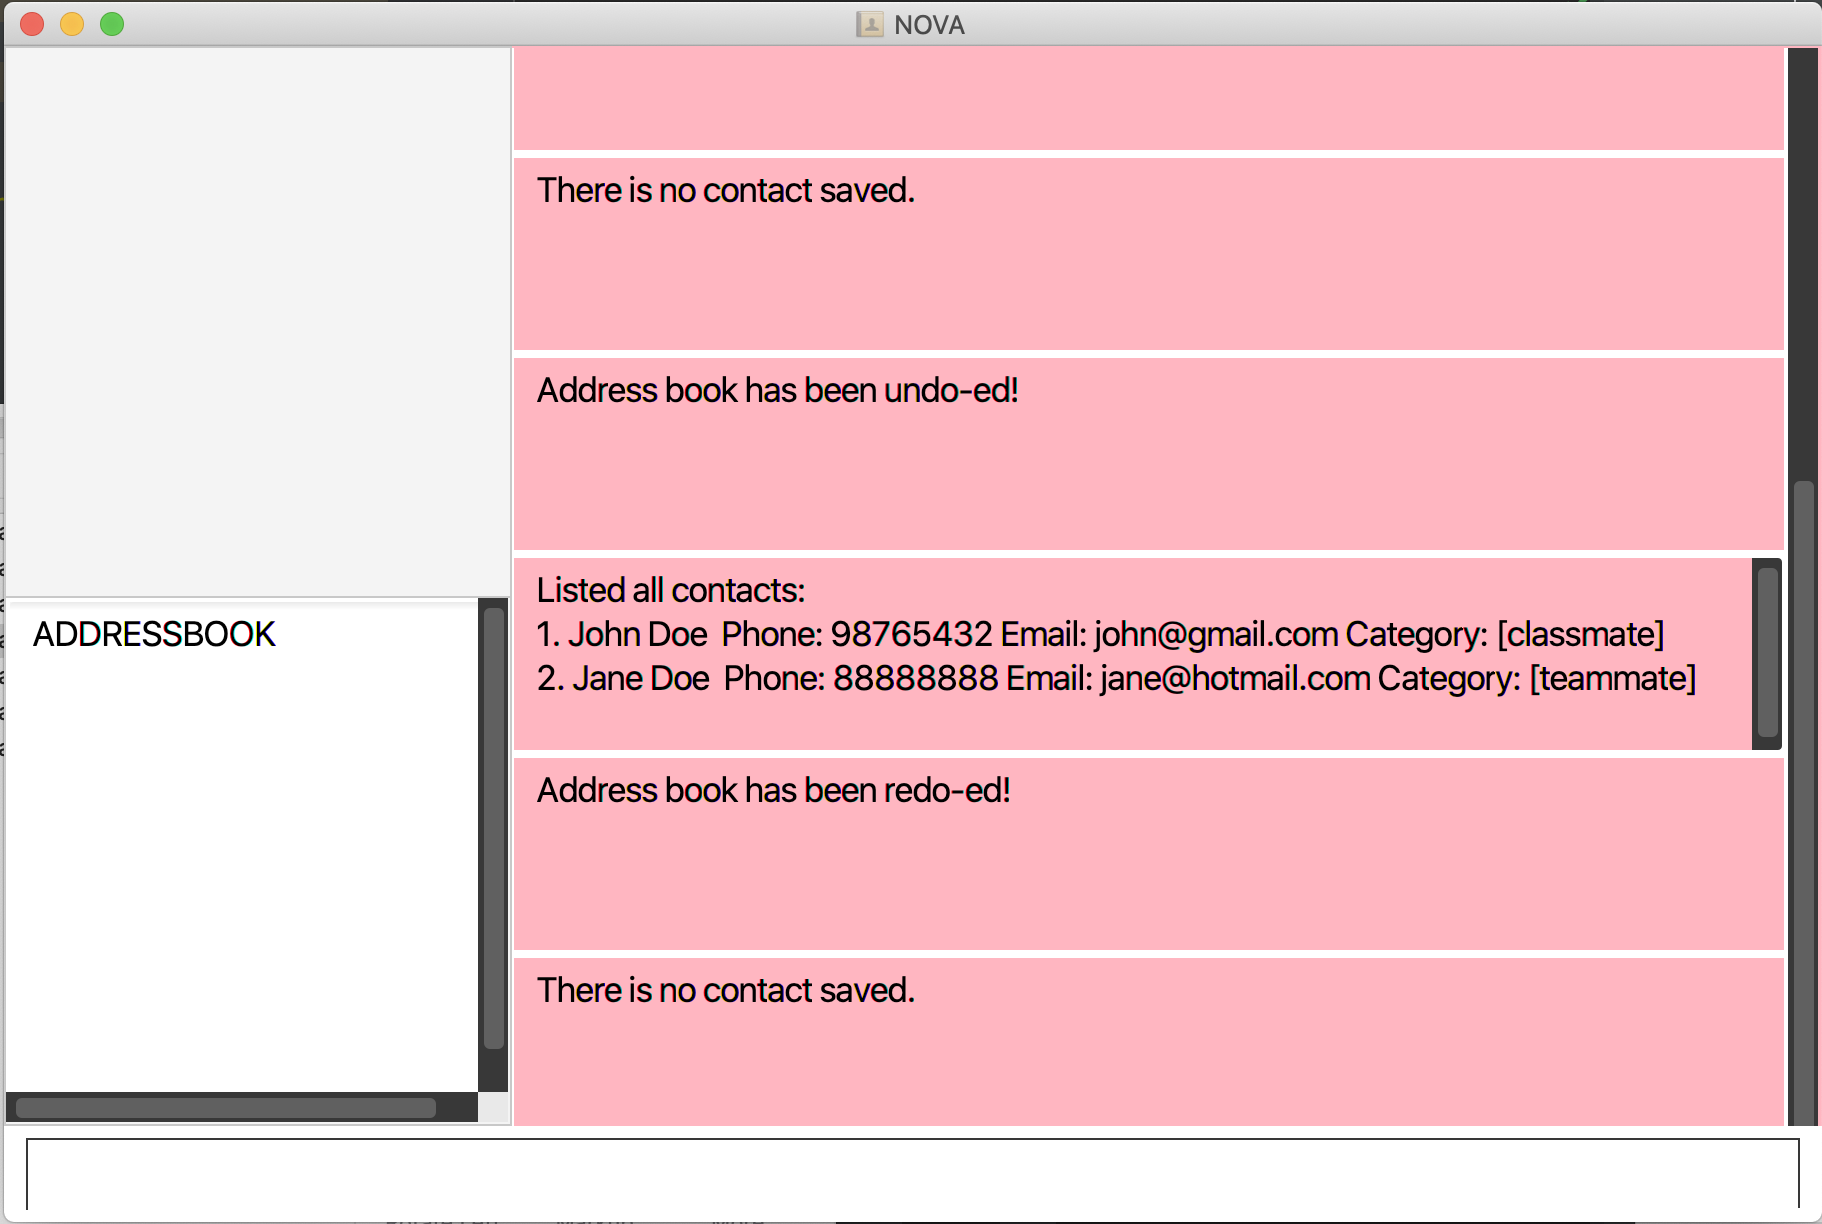 NOVA
There is no contact saved.
Address book has been undo-ed!
Listed all contacts:
1. John Doe  Phone: 98765432 Email: john@gmail.com Category: [classmate]
2. Jane Doe  Phone: 88888888 Email: jane@hotmail.com Category: [teammate]
ADDRESSBOOK
Address book has been redo-ed!
There is no contact saved.